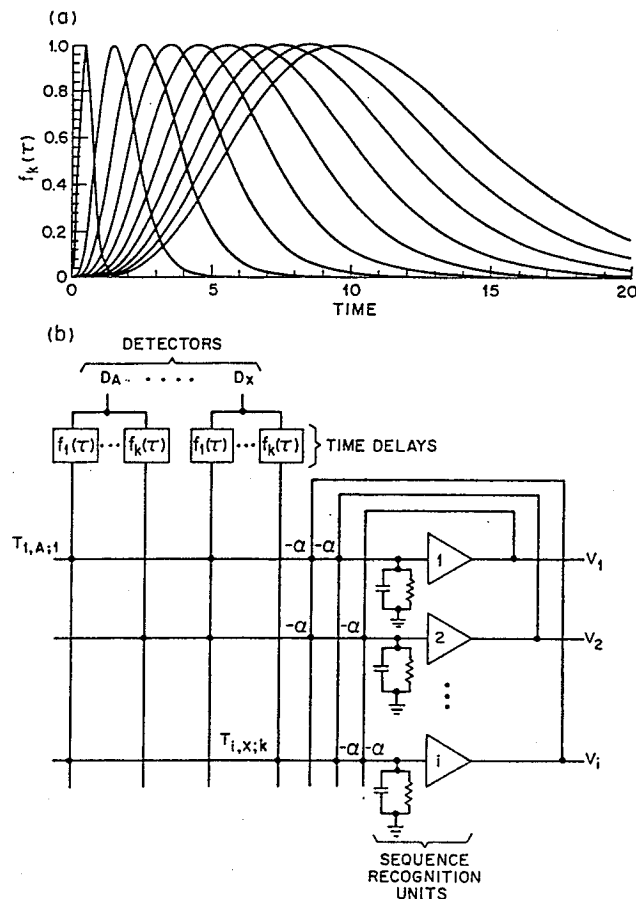 (a)
1.0
0.8
0.6
0.4
0.2
0
f_k(τ)
0 5 10 15 20
TIME
(b)
DETECTORS
D_A . . . . . D_X
f_1(τ) ... f_k(τ) f_1(τ) ... f_k(τ) TIME DELAYS
T_1,A;1 -α -α 1 V_1
-α -α 2 V_2
T_i,x;k -α -α i V_i
SEQUENCE
RECOGNITION
UNITS